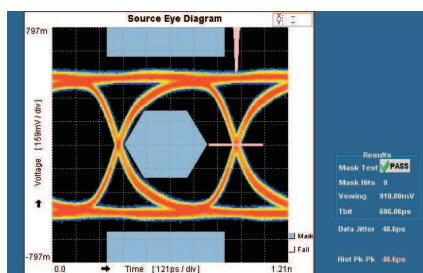 Source Eye Diagram
X: --
Y: --
797m
Voltage [159mV / div]
-797m
0.0
Time [121ps / div]
1.21n
Mask
Fail
Results
Mask Test PASS
Mask Hits 0
Vswing 910.80mV
Tbit 606.06ps
Data Jitter 48.6ps
Hist Pk-Pk 48.6ps